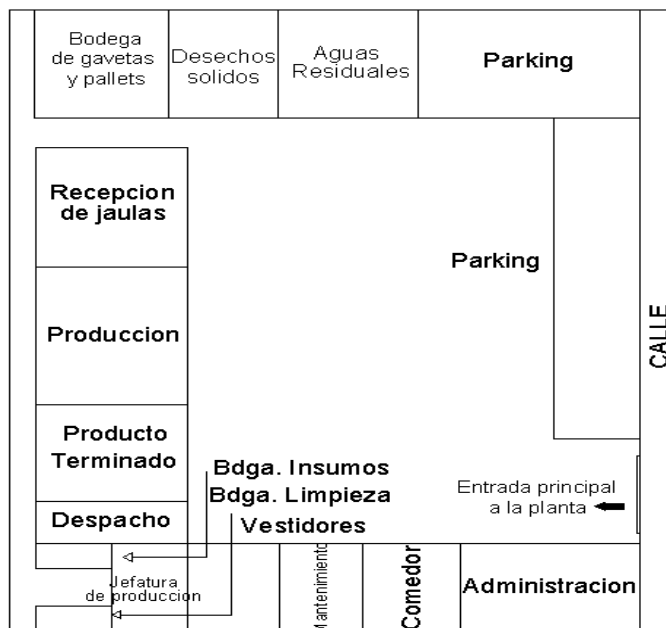 Bodega
de gavetas
y pallets
Desechos
solidos
Aguas
Residuales
Parking
Recepcion
de jaulas
Parking
Produccion
CALLE
Producto
Terminado
Bdga. Insumos
Bdga. Limpieza
Vestidores
Entrada principal
a la planta
Despacho
Jefatura
de produccion
Mantenimiento
Comedor
Administracion